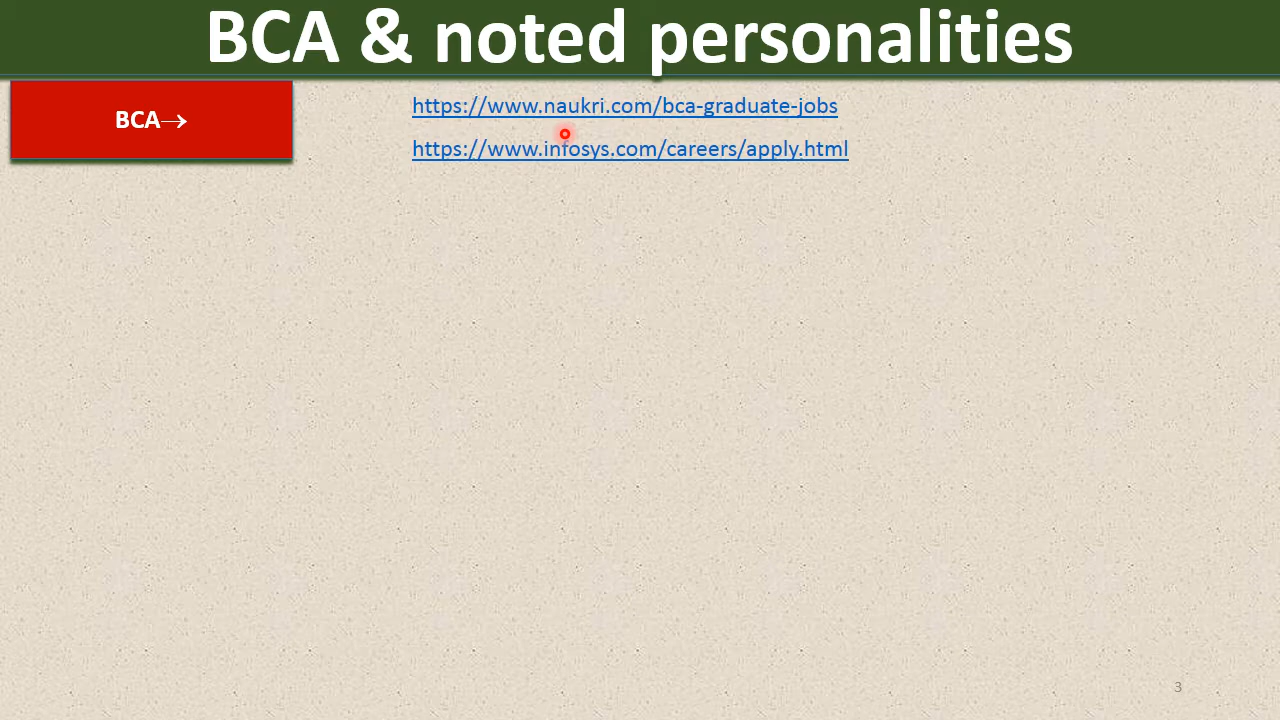 BCA & noted personalities
BCA→
https://www.naukri.com/bca-graduate-jobs
https://www.infosys.com/careers/apply.html
3